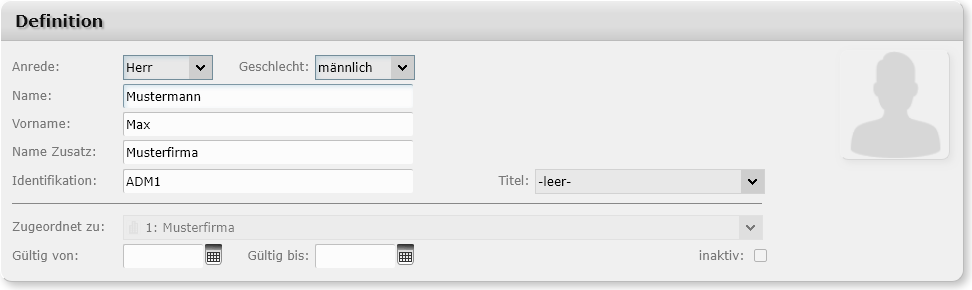 Definition
Anrede: Herr Geschlecht: männlich
Name: Mustermann
Vorname: Max
Name Zusatz: Musterfirma
Identifikation: ADM1 Titel: -leer-
Zugeordnet zu: 1: Musterfirma
Gültig von: Gültig bis: inaktiv: